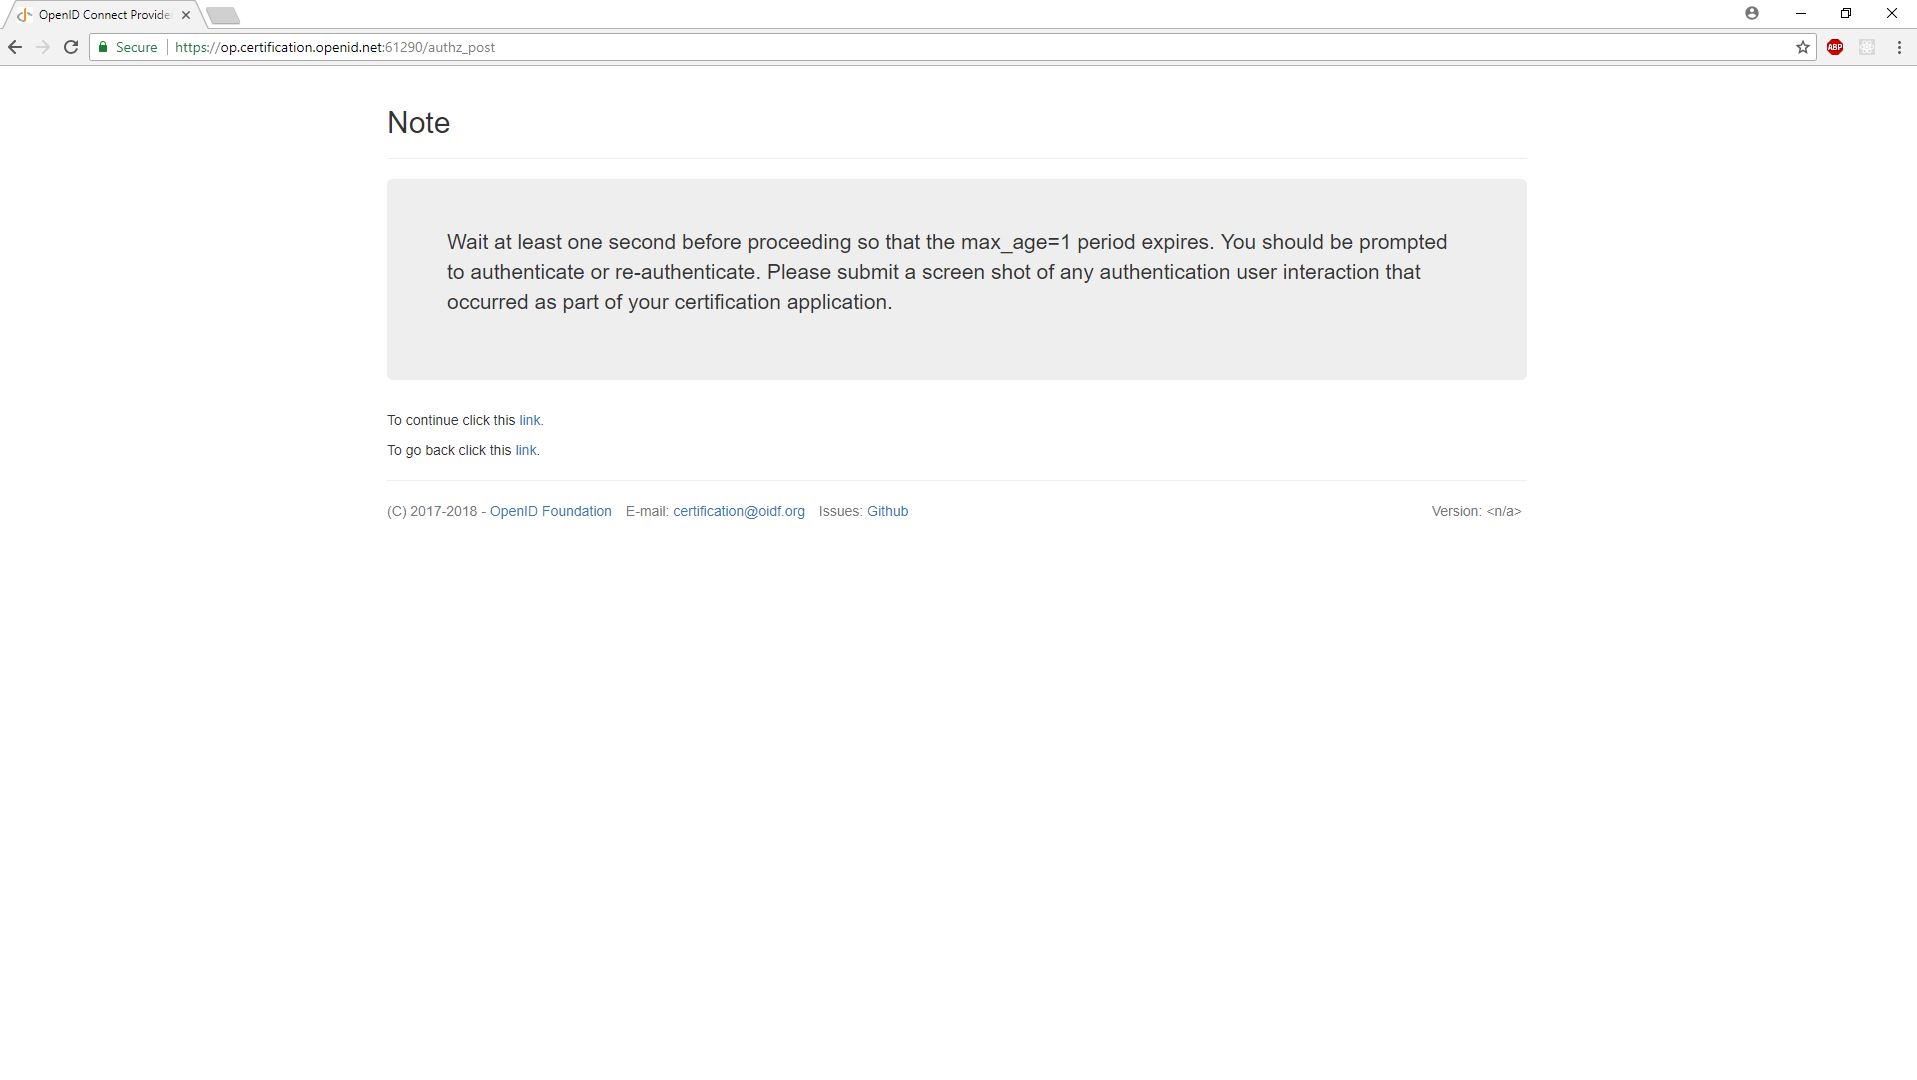 OpenID Connect Provide
Secure
https://op.certification.openid.net:61290/authz_post
ABP
Note
Wait at least one second before proceeding so that the max_age=1 period expires. You should be prompted
to authenticate or re-authenticate. Please submit a screen shot of any authentication user interaction that
occurred as part of your certification application.
To continue click this link.
To go back click this link.
(C) 2017-2018 - OpenID Foundation E-mail: certification@oidf.org Issues: Github Version: <n/a>